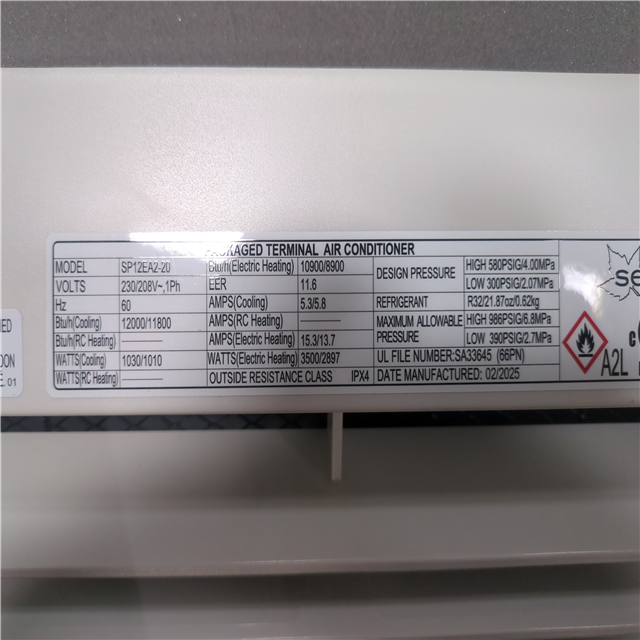 PACKAGED TERMINAL AIR CONDITIONER
MODEL SP12EA2-20
VOLTS 230/208V~,1Ph
Hz 60
Btu/h(Cooling) 12000/11800
Btu/h(RC Heating) ———
WATTS(Cooling) 1030/1010
WATTS(RC Heating) ———
Btu/h(Electric Heating) 10900/8900
EER 11.6
AMPS(Cooling) 5.3/5.8
AMPS(RC Heating) ———
AMPS(Electric Heating) 15.3/13.7
WATTS(Electric Heating) 3500/2897
OUTSIDE RESISTANCE CLASS IPX4
DESIGN PRESSURE HIGH 580PSIG/4.00MPa
LOW 300PSIG/2.07MPa
REFRIGERANT R32/21.87oz/0.62kg
MAXIMUM ALLOWABLE PRESSURE HIGH 986PSIG/6.8MPa
LOW 390PSIG/2.7MPa
UL FILE NUMBER:SA33645 (66PN)
DATE MANUFACTURED: 02/2025
A2L
se
c